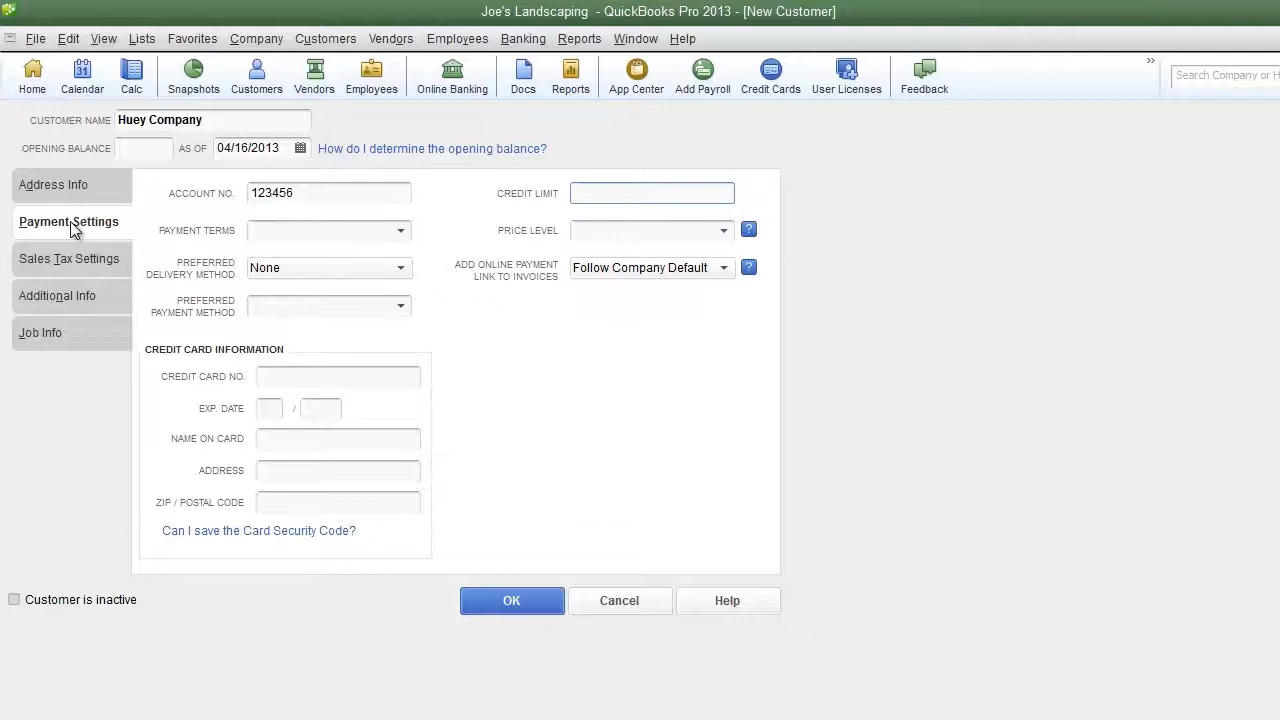 Joe's Landscaping - QuickBooks Pro 2013 - [New Customer]
File Edit View Lists Favorites Company Customers Vendors Employees Banking Reports Window Help
31
Home Calendar Calc Snapshots Customers Vendors Employees Online Banking Docs Reports App Center Add Payroll Credit Cards User Licenses Feedback
» Search Company or H
CUSTOMER NAME Huey Company
OPENING BALANCE AS OF 04/16/2013 How do I determine the opening balance?
Address Info
Payment Settings
Sales Tax Settings
Additional Info
Job Info
ACCOUNT NO. 123456
PAYMENT TERMS
PREFERRED
DELIVERY METHOD None
PREFERRED
PAYMENT METHOD
CREDIT LIMIT
PRICE LEVEL ?
ADD ONLINE PAYMENT
LINK TO INVOICES Follow Company Default ?
CREDIT CARD INFORMATION
CREDIT CARD NO.
EXP. DATE /
NAME ON CARD
ADDRESS
ZIP / POSTAL CODE
Can I save the Card Security Code?
Customer is inactive
OK Cancel Help